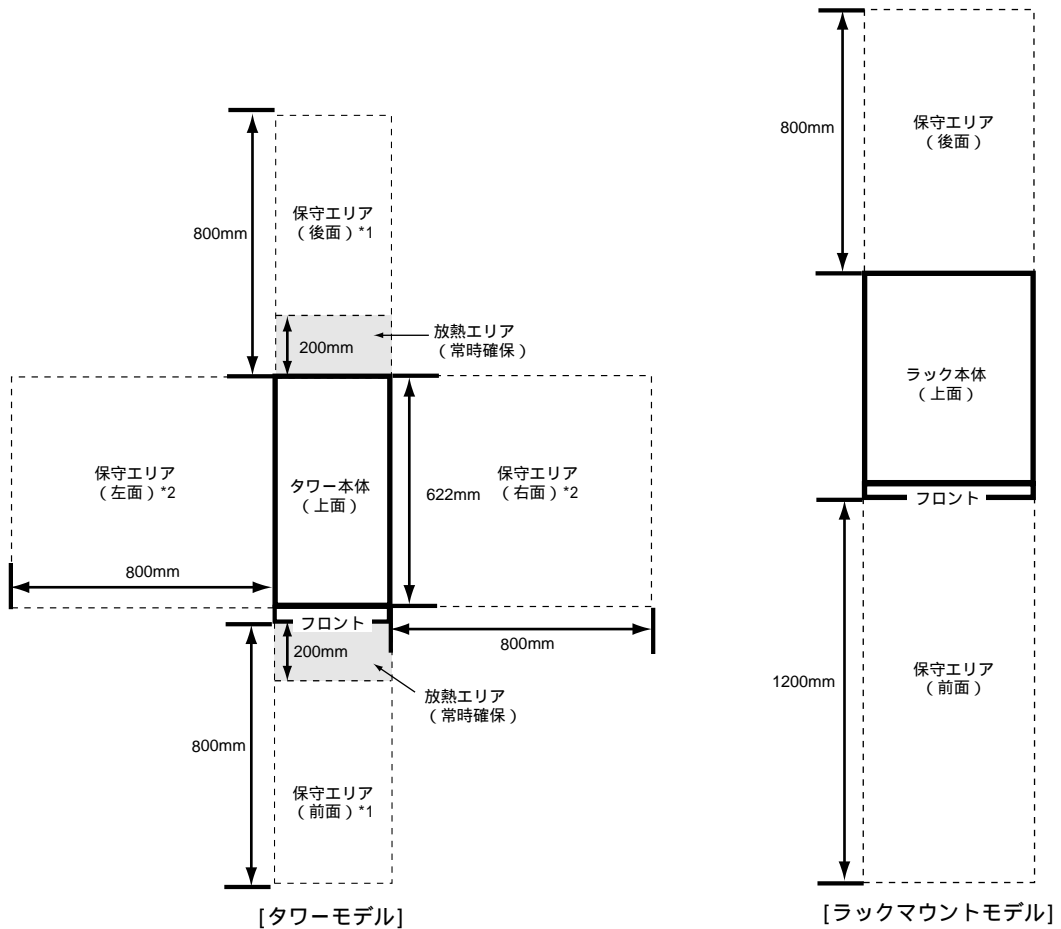 800mm
保守エリア
(後面)*1
200mm
放熱エリア
(常時確保)
保守エリア
(左面)*2
タワー本体
(上面)
622mm
保守エリア
(右面)*2
800mm
フロント
800mm
200mm
放熱エリア
(常時確保)
800mm
保守エリア
(前面)*1
[タワーモデル]
800mm
保守エリア
(後面)
ラック本体
(上面)
フロント
1200mm
保守エリア
(前面)
[ラックマウントモデル]